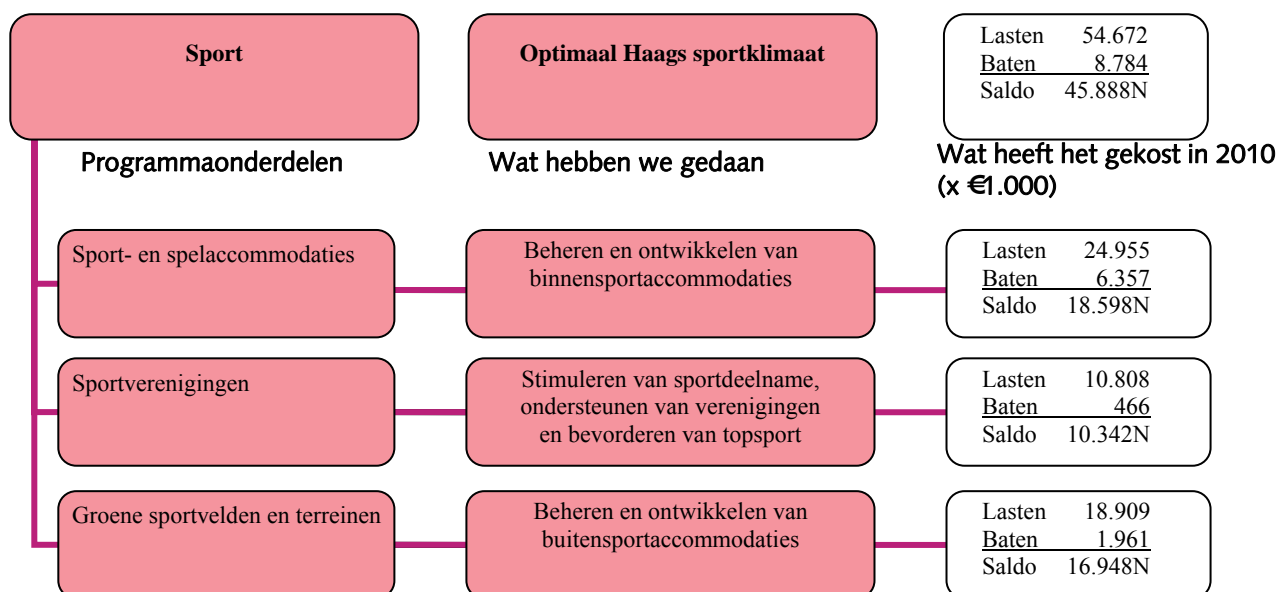 Sport
Optimaal Haags sportklimaat
Lasten 54.672
Baten 8.784
Saldo 45.888N
Programmaonderdelen
Wat hebben we gedaan
Wat heeft het gekost in 2010
(x €1.000)
Sport- en spelaccommodaties
Beheren en ontwikkelen van
binnensportaccommodaties
Lasten 24.955
Baten 6.357
Saldo 18.598N
Sportverenigingen
Stimuleren van sportdeelname,
ondersteunen van verenigingen
en bevorderen van topsport
Lasten 10.808
Baten 466
Saldo 10.342N
Groene sportvelden en terreinen
Beheren en ontwikkelen van
buitensportaccommodaties
Lasten 18.909
Baten 1.961
Saldo 16.948N